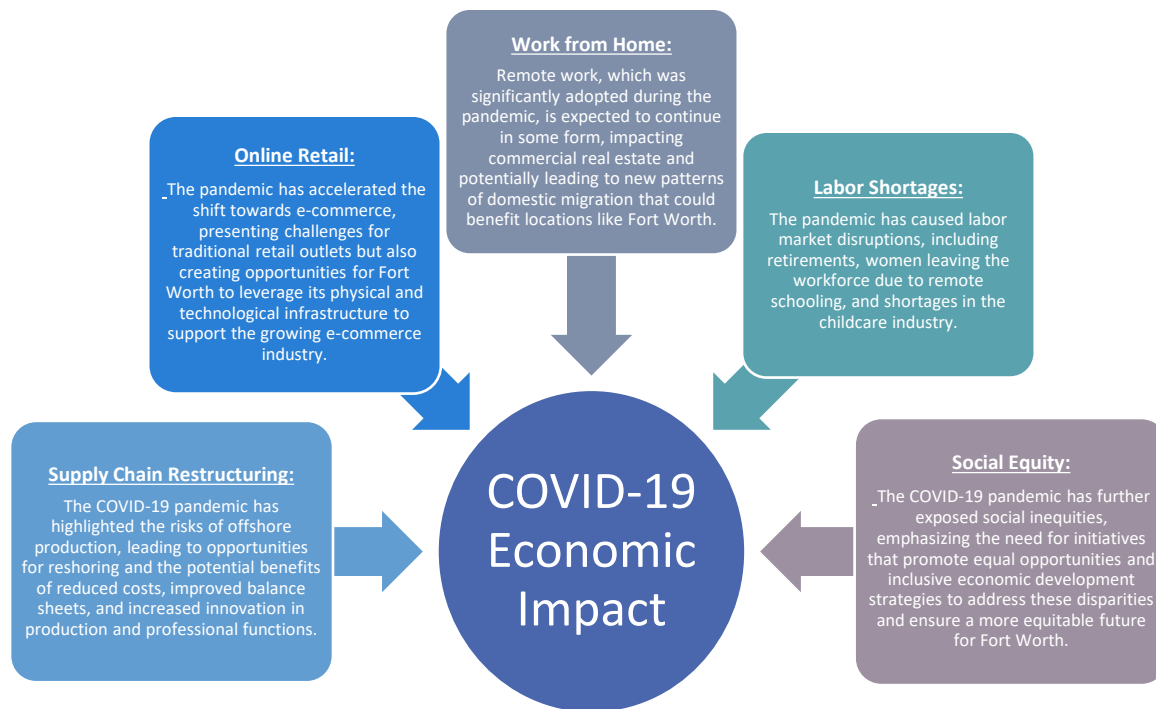 Work from Home:
Remote work, which was
significantly adopted during the
pandemic, is expected to continue
in some form, impacting
commercial real estate and
potentially leading to new patterns
of domestic migration that could
benefit locations like Fort Worth.
Online Retail:
The pandemic has accelerated the
shift towards e-commerce,
presenting challenges for
traditional retail outlets but also
creating opportunities for Fort
Worth to leverage its physical and
technological infrastructure to
support the growing e-commerce
industry.
Labor Shortages:
The pandemic has caused labor
market disruptions, including
retirements, women leaving the
workforce due to remote
schooling, and shortages in the
childcare industry.
Supply Chain Restructuring:
The COVID-19 pandemic has
highlighted the risks of offshore
production, leading to opportunities
for reshoring and the potential benefits
of reduced costs, improved balance
sheets, and increased innovation in
production and professional functions.
COVID-19
Economic
Impact
Social Equity:
The COVID-19 pandemic has further
exposed social inequities,
emphasizing the need for initiatives
that promote equal opportunities and
inclusive economic development
strategies to address these disparities
and ensure a more equitable future
for Fort Worth.